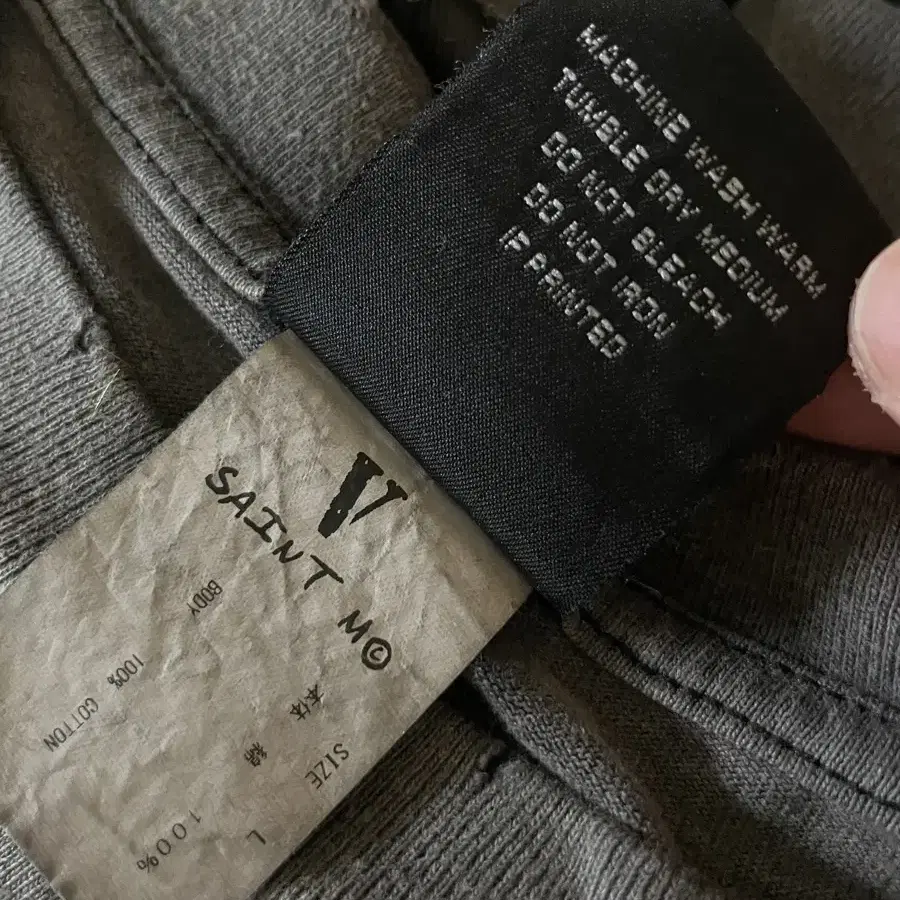 MACHINE WASH WARM
TUMBLE DRY MEDIUM
DO NOT BLEACH
DO NOT IRON
IF PRINTED
V
SAINT M©
BODY
100% COTTON
本体
綿 100%
SIZE
L